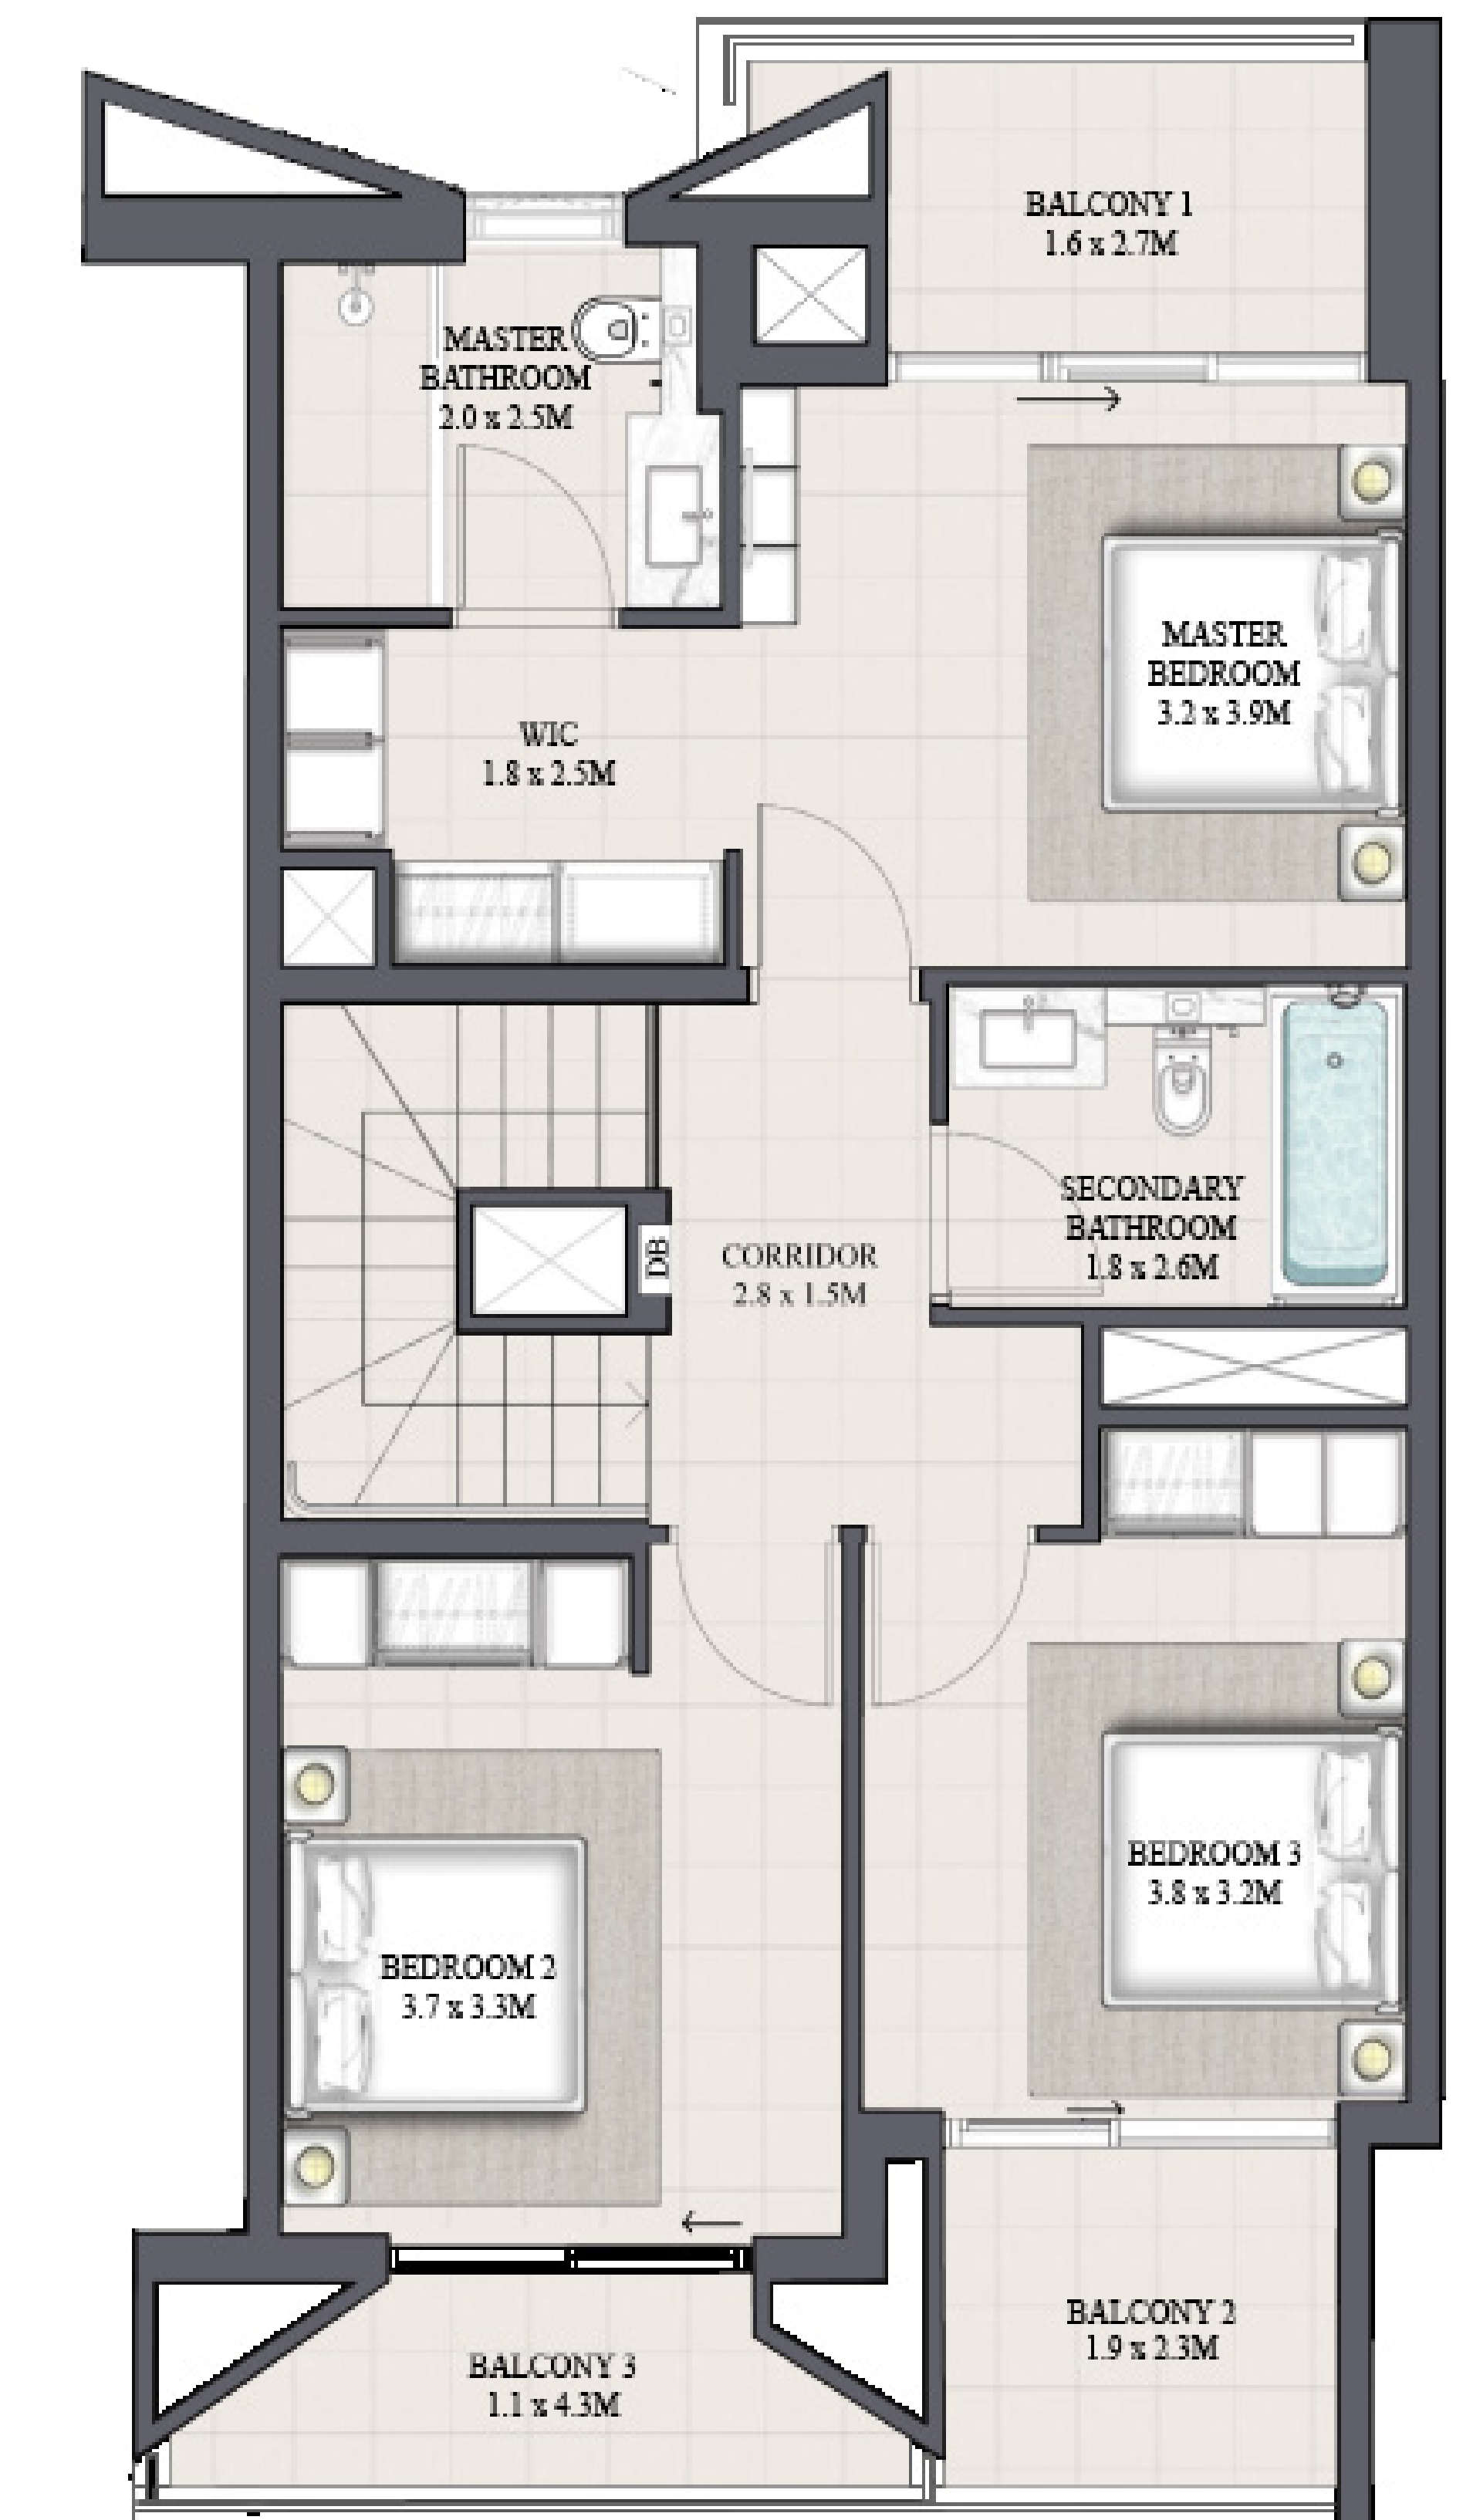 BALCONY 1
1.6 x 2.7M
MASTER
BATHROOM
2.0 x 2.5M
MASTER
BEDROOM
3.2 x 3.9M
WIC
1.8 x 2.5M
SECONDARY
BATHROOM
1.8 x 2.6M
DB
CORRIDOR
2.8 x 1.5M
BEDROOM 3
3.8 x 3.2M
BEDROOM 2
3.7 x 3.3M
BALCONY 2
1.9 x 2.3M
BALCONY 3
1.1 x 4.3M